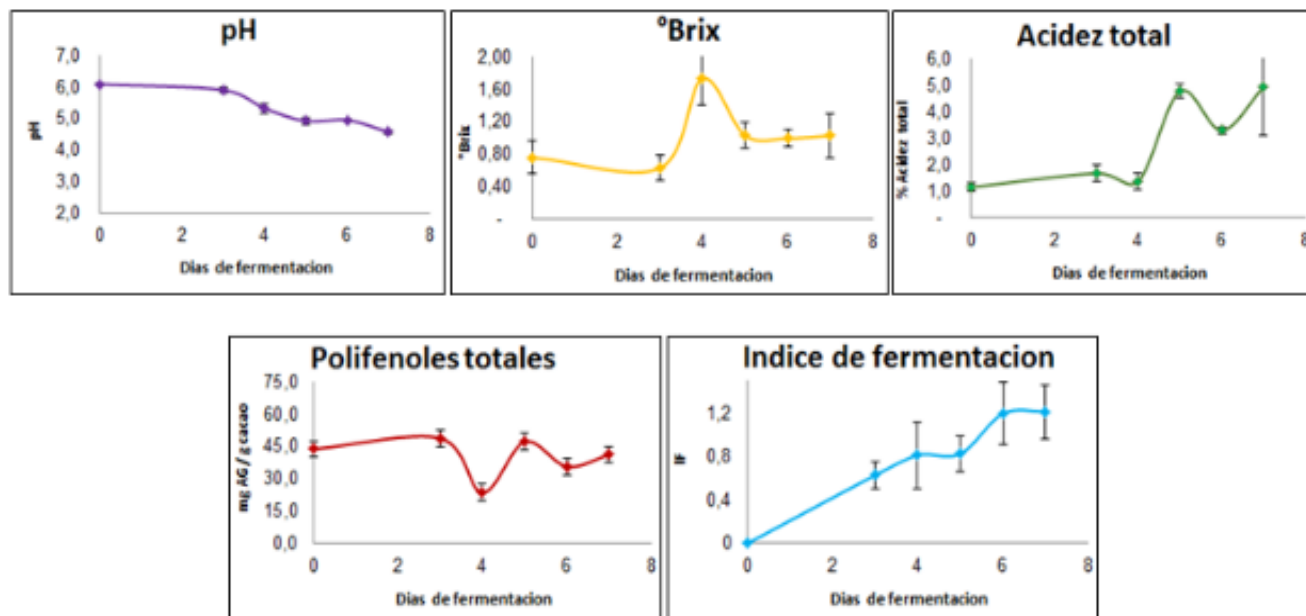 pH
7,0
6,0
5,0
4,0
3,0
2,0
pH
0 2 4 6 8
Dias de fermentacion
ºBrix
2,00
1,60
1,20
0,80
0,40
-
ºBrix
0 2 4 6 8
Dias de fermentacion
Acidez total
6,0
5,0
4,0
3,0
2,0
1,0
-
% Acidez total
0 2 4 6 8
Dias de fermentacion
Polifenoles totales
75,0
60,0
45,0
30,0
15,0
0,0
mg AG / g cacao
0 2 4 6 8
Dias de fermentacion
Indice de fermentacion
1,2
0,8
0,4
0
IF
0 2 4 6 8
Dias de fermentacion